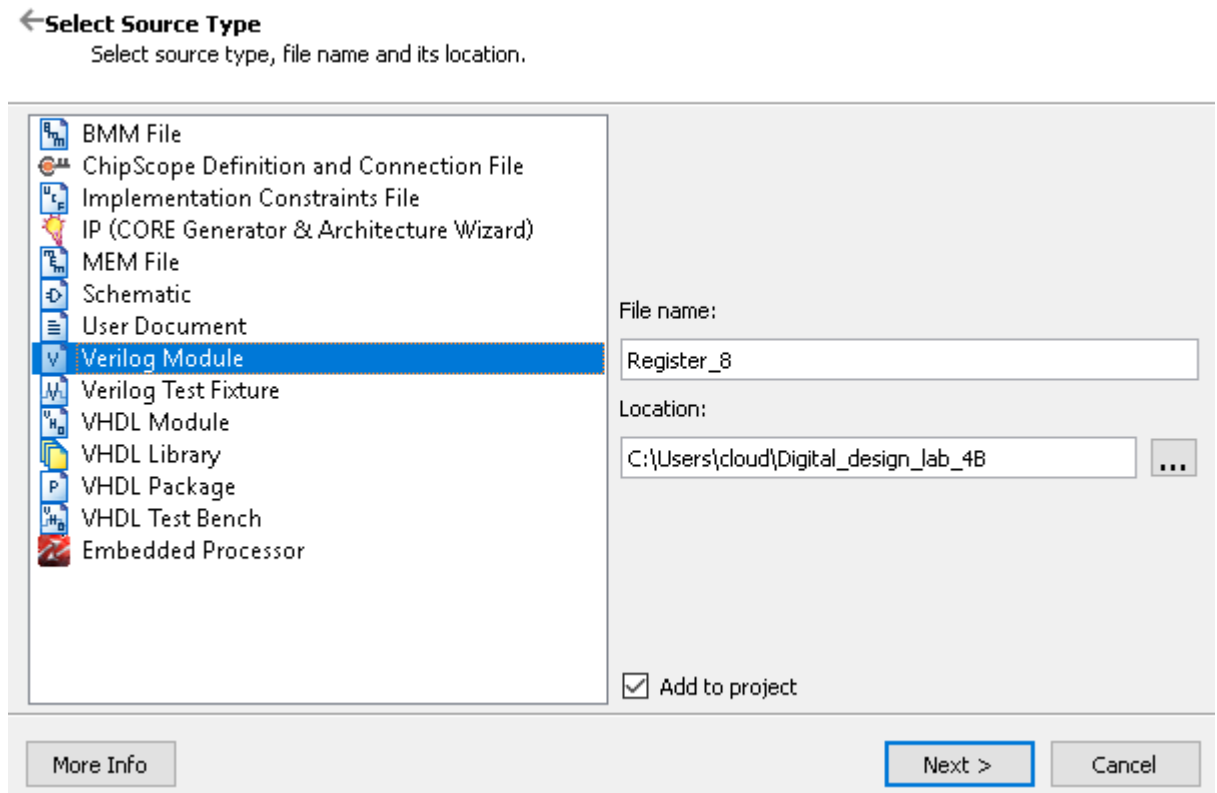 Select Source Type
Select source type, file name and its location.
BMM File
ChipScope Definition and Connection File
Implementation Constraints File
IP (CORE Generator & Architecture Wizard)
MEM File
Schematic
User Document
Verilog Module
Verilog Test Fixture
VHDL Module
VHDL Library
VHDL Package
VHDL Test Bench
Embedded Processor
File name:
Register_8
Location:
C:\Users\cloud\Digital_design_lab_4B
...
Add to project
More Info
Next >
Cancel